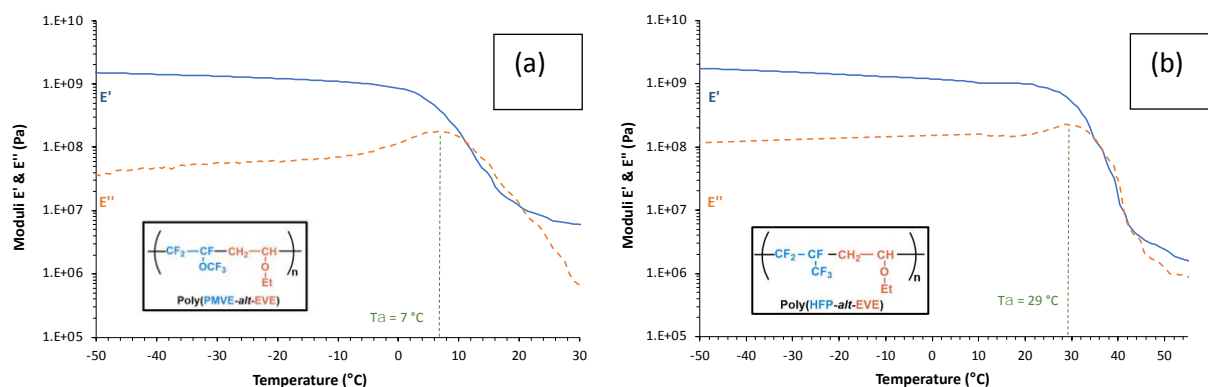 (a)
1.E+10
1.E+09
1.E+08
1.E+07
1.E+06
1.E+05
Moduli E' & E'' (Pa)
E'
E''
CF2 CF CH2 CH
OCF3 O
Et
n
Poly(PMVE-alt-EVE)
Ta = 7 °C
-50 -40 -30 -20 -10 0 10 20 30
Temperature (°C)
(b)
1.E+10
1.E+09
1.E+08
1.E+07
1.E+06
1.E+05
Moduli E' & E'' (Pa)
E'
E''
CF2 CF CH2 CH
CF3 O
Et
n
Poly(HFP-alt-EVE)
Ta = 29 °C
-50 -40 -30 -20 -10 0 10 20 30 40 50
Temperature (°C)